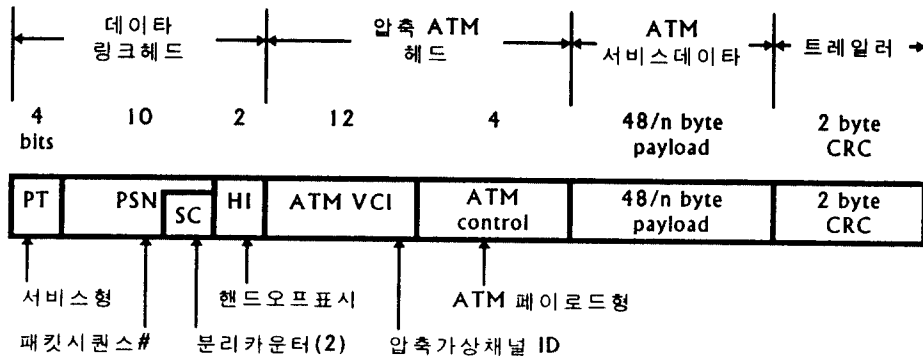 데이타
링크헤드
압축 ATM
헤드
ATM
서비스데이타
트레일러
4
bits
10
2
12
4
48/n byte
payload
2 byte
CRC
PT
PSN
SC
HI
ATM VCI
ATM
control
48/n byte
payload
2 byte
CRC
서비스형
핸드오프표시
ATM 페이로드형
패킷시퀀스#
분리카운터(2)
압축가상채널 ID